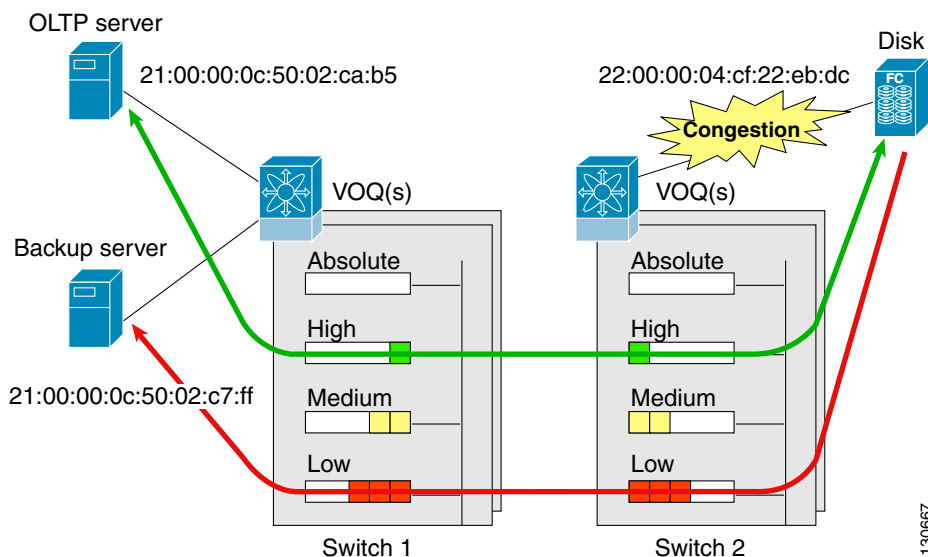 OLTP server
21:00:00:0c:50:02:ca:b5
22:00:00:04:cf:22:eb:dc
Disk
FC
Congestion
VOQ(s)
VOQ(s)
Backup server
Absolute
Absolute
High
High
21:00:00:0c:50:02:c7:ff
Medium
Medium
Low
Low
Switch 1
Switch 2
130667